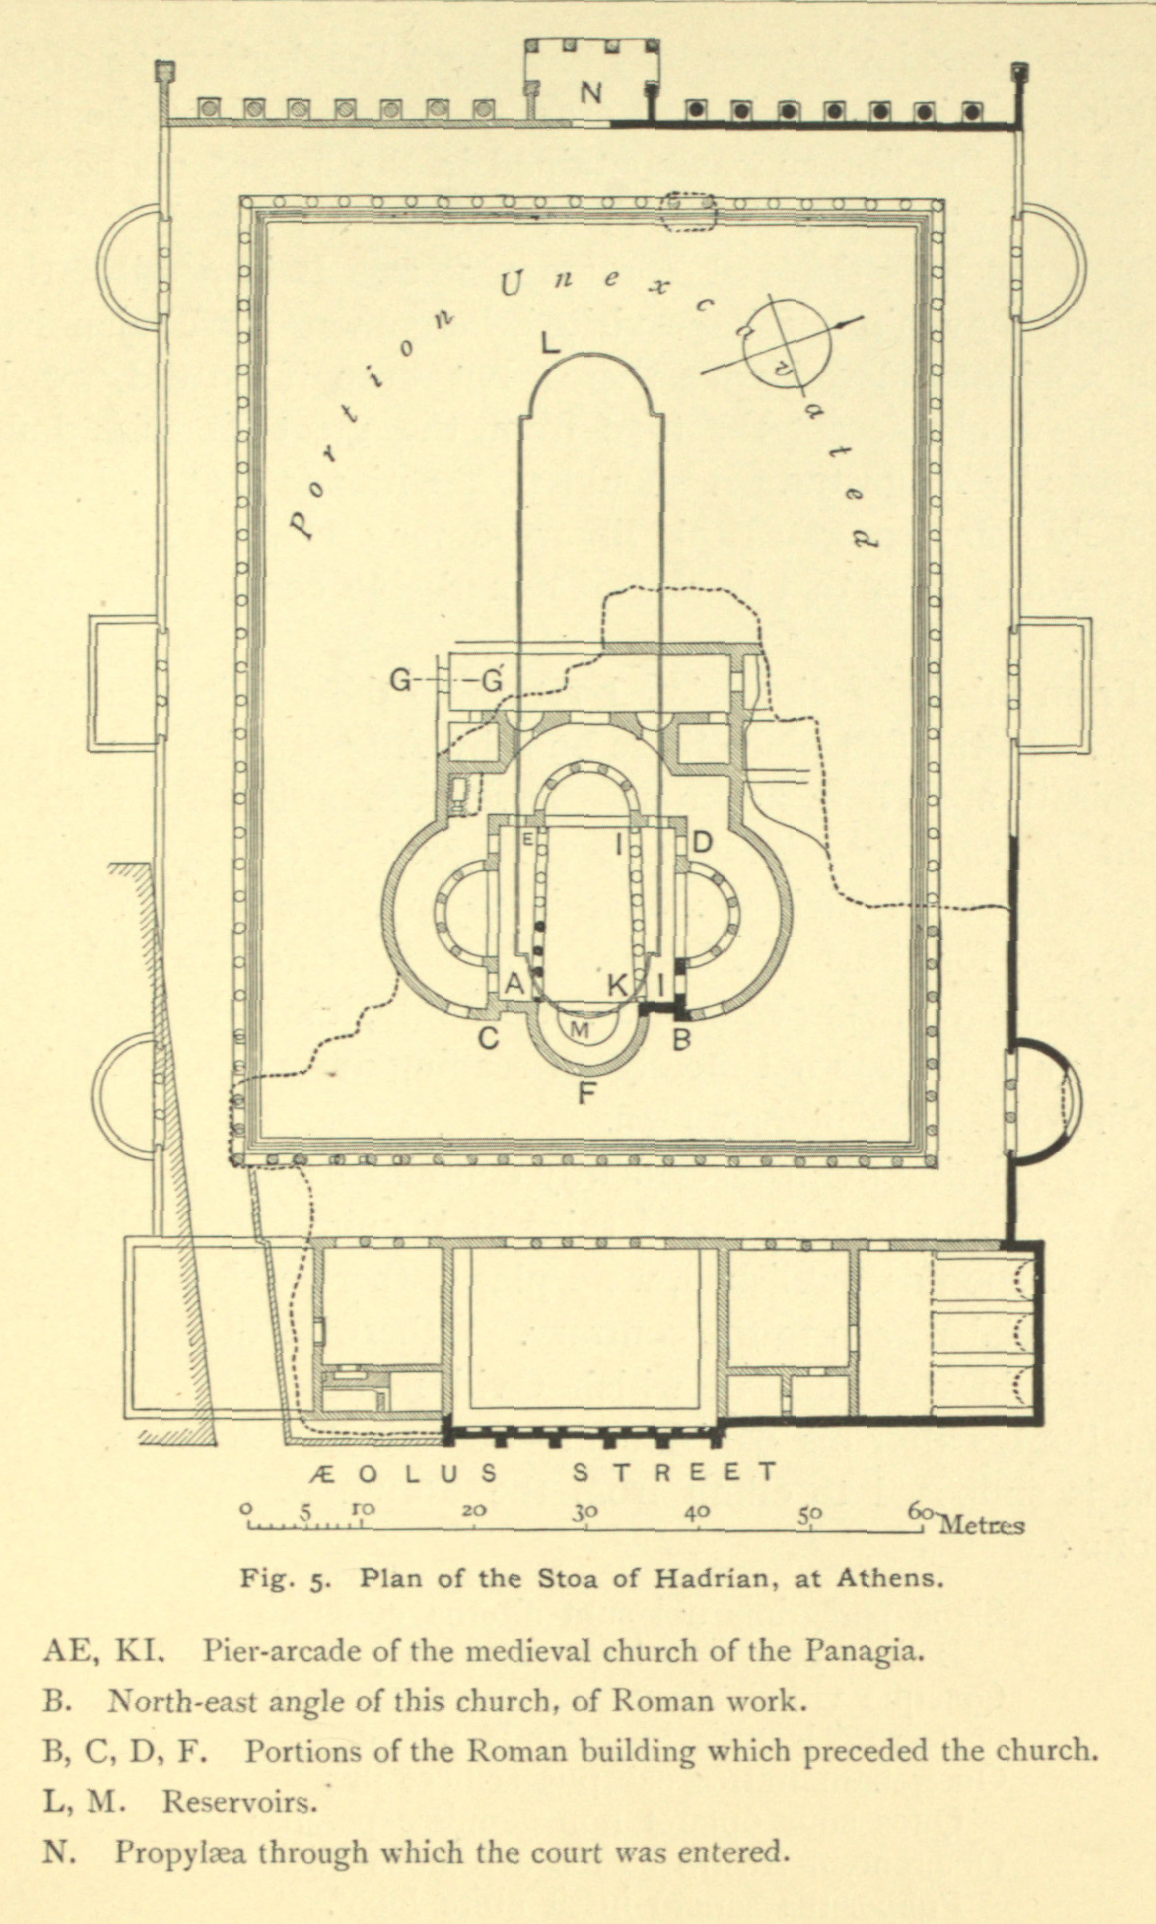 N
Portion Unexcavated
L
G G'
E I D
A K I
C M B
F
ÆOLUS STREET
0 5 10 20 30 40 50 60 Metres
Fig. 5. Plan of the Stoa of Hadrian, at Athens.
AE, KI. Pier-arcade of the medieval church of the Panagia.
B. North-east angle of this church, of Roman work.
B, C, D, F. Portions of the Roman building which preceded the church.
L, M. Reservoirs.
N. Propylæa through which the court was entered.